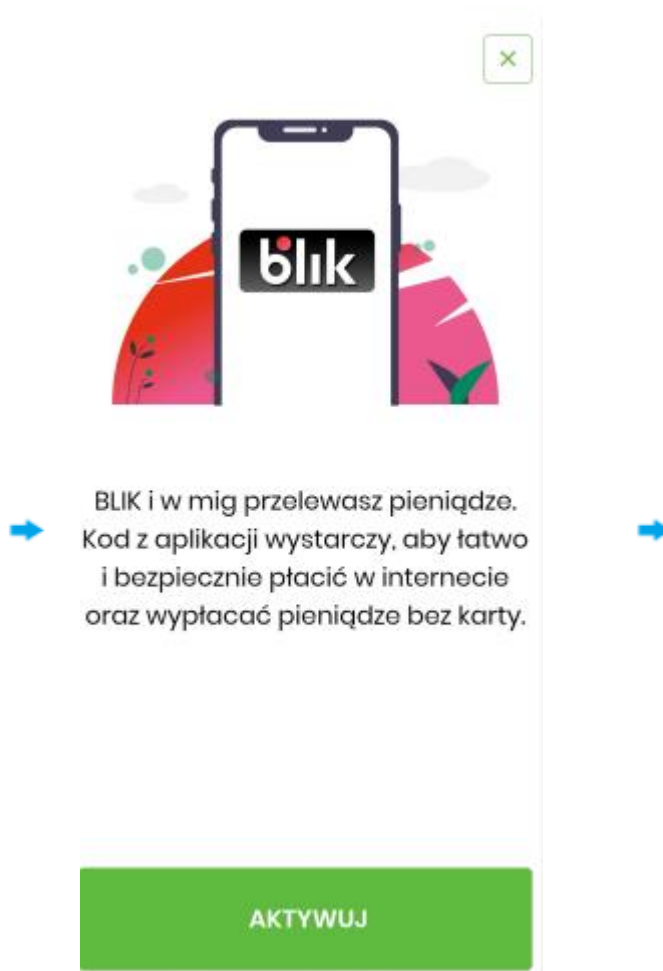 blik
BLIK i w mig przelewasz pieniądze.
Kod z aplikacji wystarczy, aby łatwo
i bezpiecznie płacić w internecie
oraz wypłacać pieniądze bez karty.
AKTYWUJ